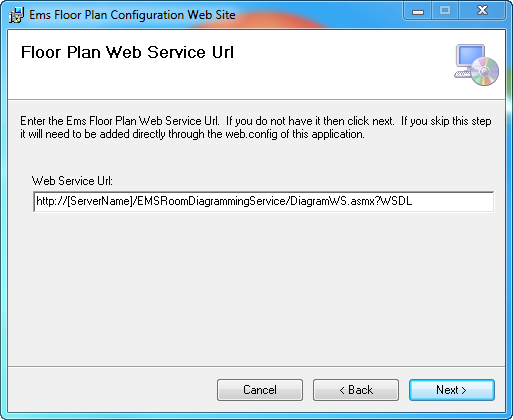 Ems Floor Plan Configuration Web Site
Floor Plan Web Service Url
Enter the Ems Floor Plan Web Service Url.  If you do not have it then click next.  If you skip this step
it will need to be added directly through the web.config of this application.
Web Service Url:
http://[ServerName]/EMSRoomDiagrammingService/DiagramWS.asmx?WSDL
Cancel
< Back
Next >